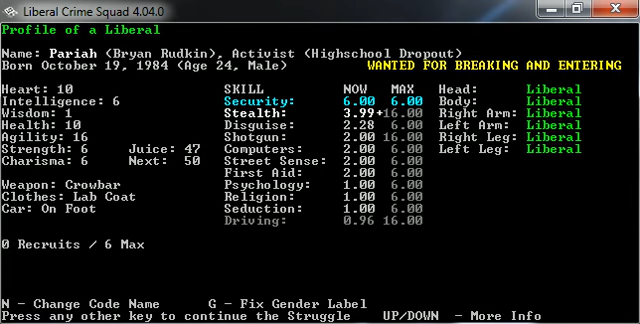 Liberal Crime Squad 4.04.0
Profile of a Liberal
Name: Pariah (Bryan Rudkin), Activist (Highschool Dropout)
Born October 19, 1984 (Age 24, Male) WANTED FOR BREAKING AND ENTERING
Heart: 10 SKILL NOW MAX Head: Liberal
Intelligence: 6 Security: 6.00 6.00 Body: Liberal
Wisdom: 1 Stealth: 3.99+16.00 Right Arm: Liberal
Health: 10 Disguise: 2.28 6.00 Left Arm: Liberal
Agility: 16 Shotgun: 2.00 16.00 Right Leg: Liberal
Strength: 6 Juice: 47 Computers: 2.00 6.00 Left Leg: Liberal
Charisma: 6 Next: 50 Street Sense: 2.00 6.00
First Aid: 2.00 6.00
Weapon: Crowbar Psychology: 1.00 6.00
Clothes: Lab Coat Religion: 1.00 6.00
Car: On Foot Seduction: 1.00 6.00
Driving: 0.96 16.00
0 Recruits / 6 Max
N - Change Code Name G - Fix Gender Label
Press any other key to continue the Struggle UP/DOWN - More Info